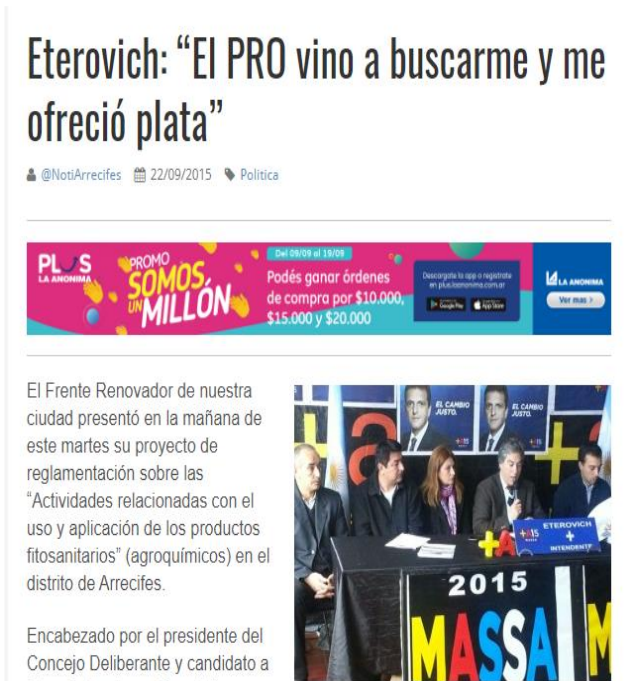 Eterovich: “El PRO vino a buscarme y me
ofreció plata”
@NotiArrecifes 22/09/2015 Politica
PLUS
LA ANONIMA
PROMO
SOMOS
UN MILLÓN
Del 09/09 al 19/09
Podés ganar órdenes
de compra por $10.000,
$15.000 y $20.000
Descargate la app o registrate
en plus.laanonima.com.ar
Google Play App Store
LA ANONIMA
Ver mas >
El Frente Renovador de nuestra
ciudad presentó en la mañana de
este martes su proyecto de
reglamentación sobre las
“Actividades relacionadas con el
uso y aplicación de los productos
fitosanitarios” (agroquímicos) en el
distrito de Arrecifes.
Encabezado por el presidente del
Concejo Deliberante y candidato a
EL CAMBIO
JUSTO.
EL CAMBIO
JUSTO.
+a
+A
+A15
ETEROVICH
+
INTENDENTE
2015
MASSA
M